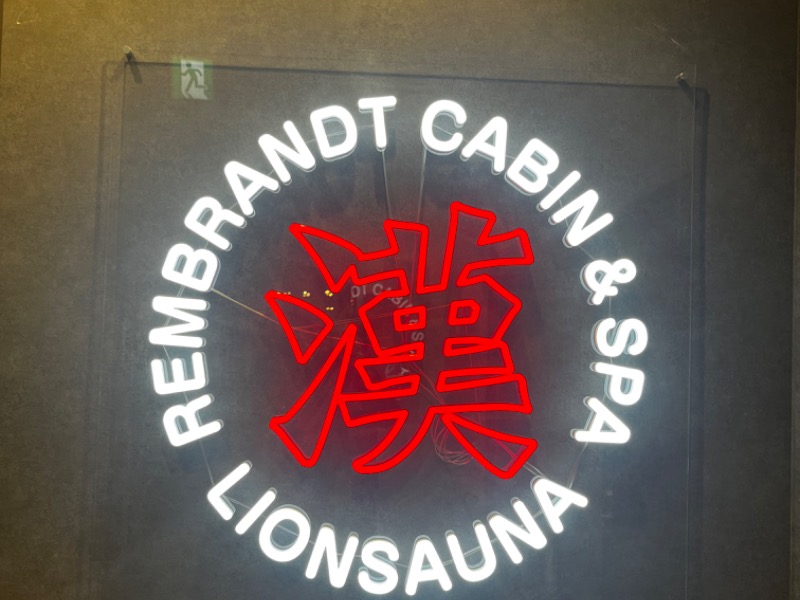 REMBRANDT CABIN & SPA
漢
LIONSAUNA